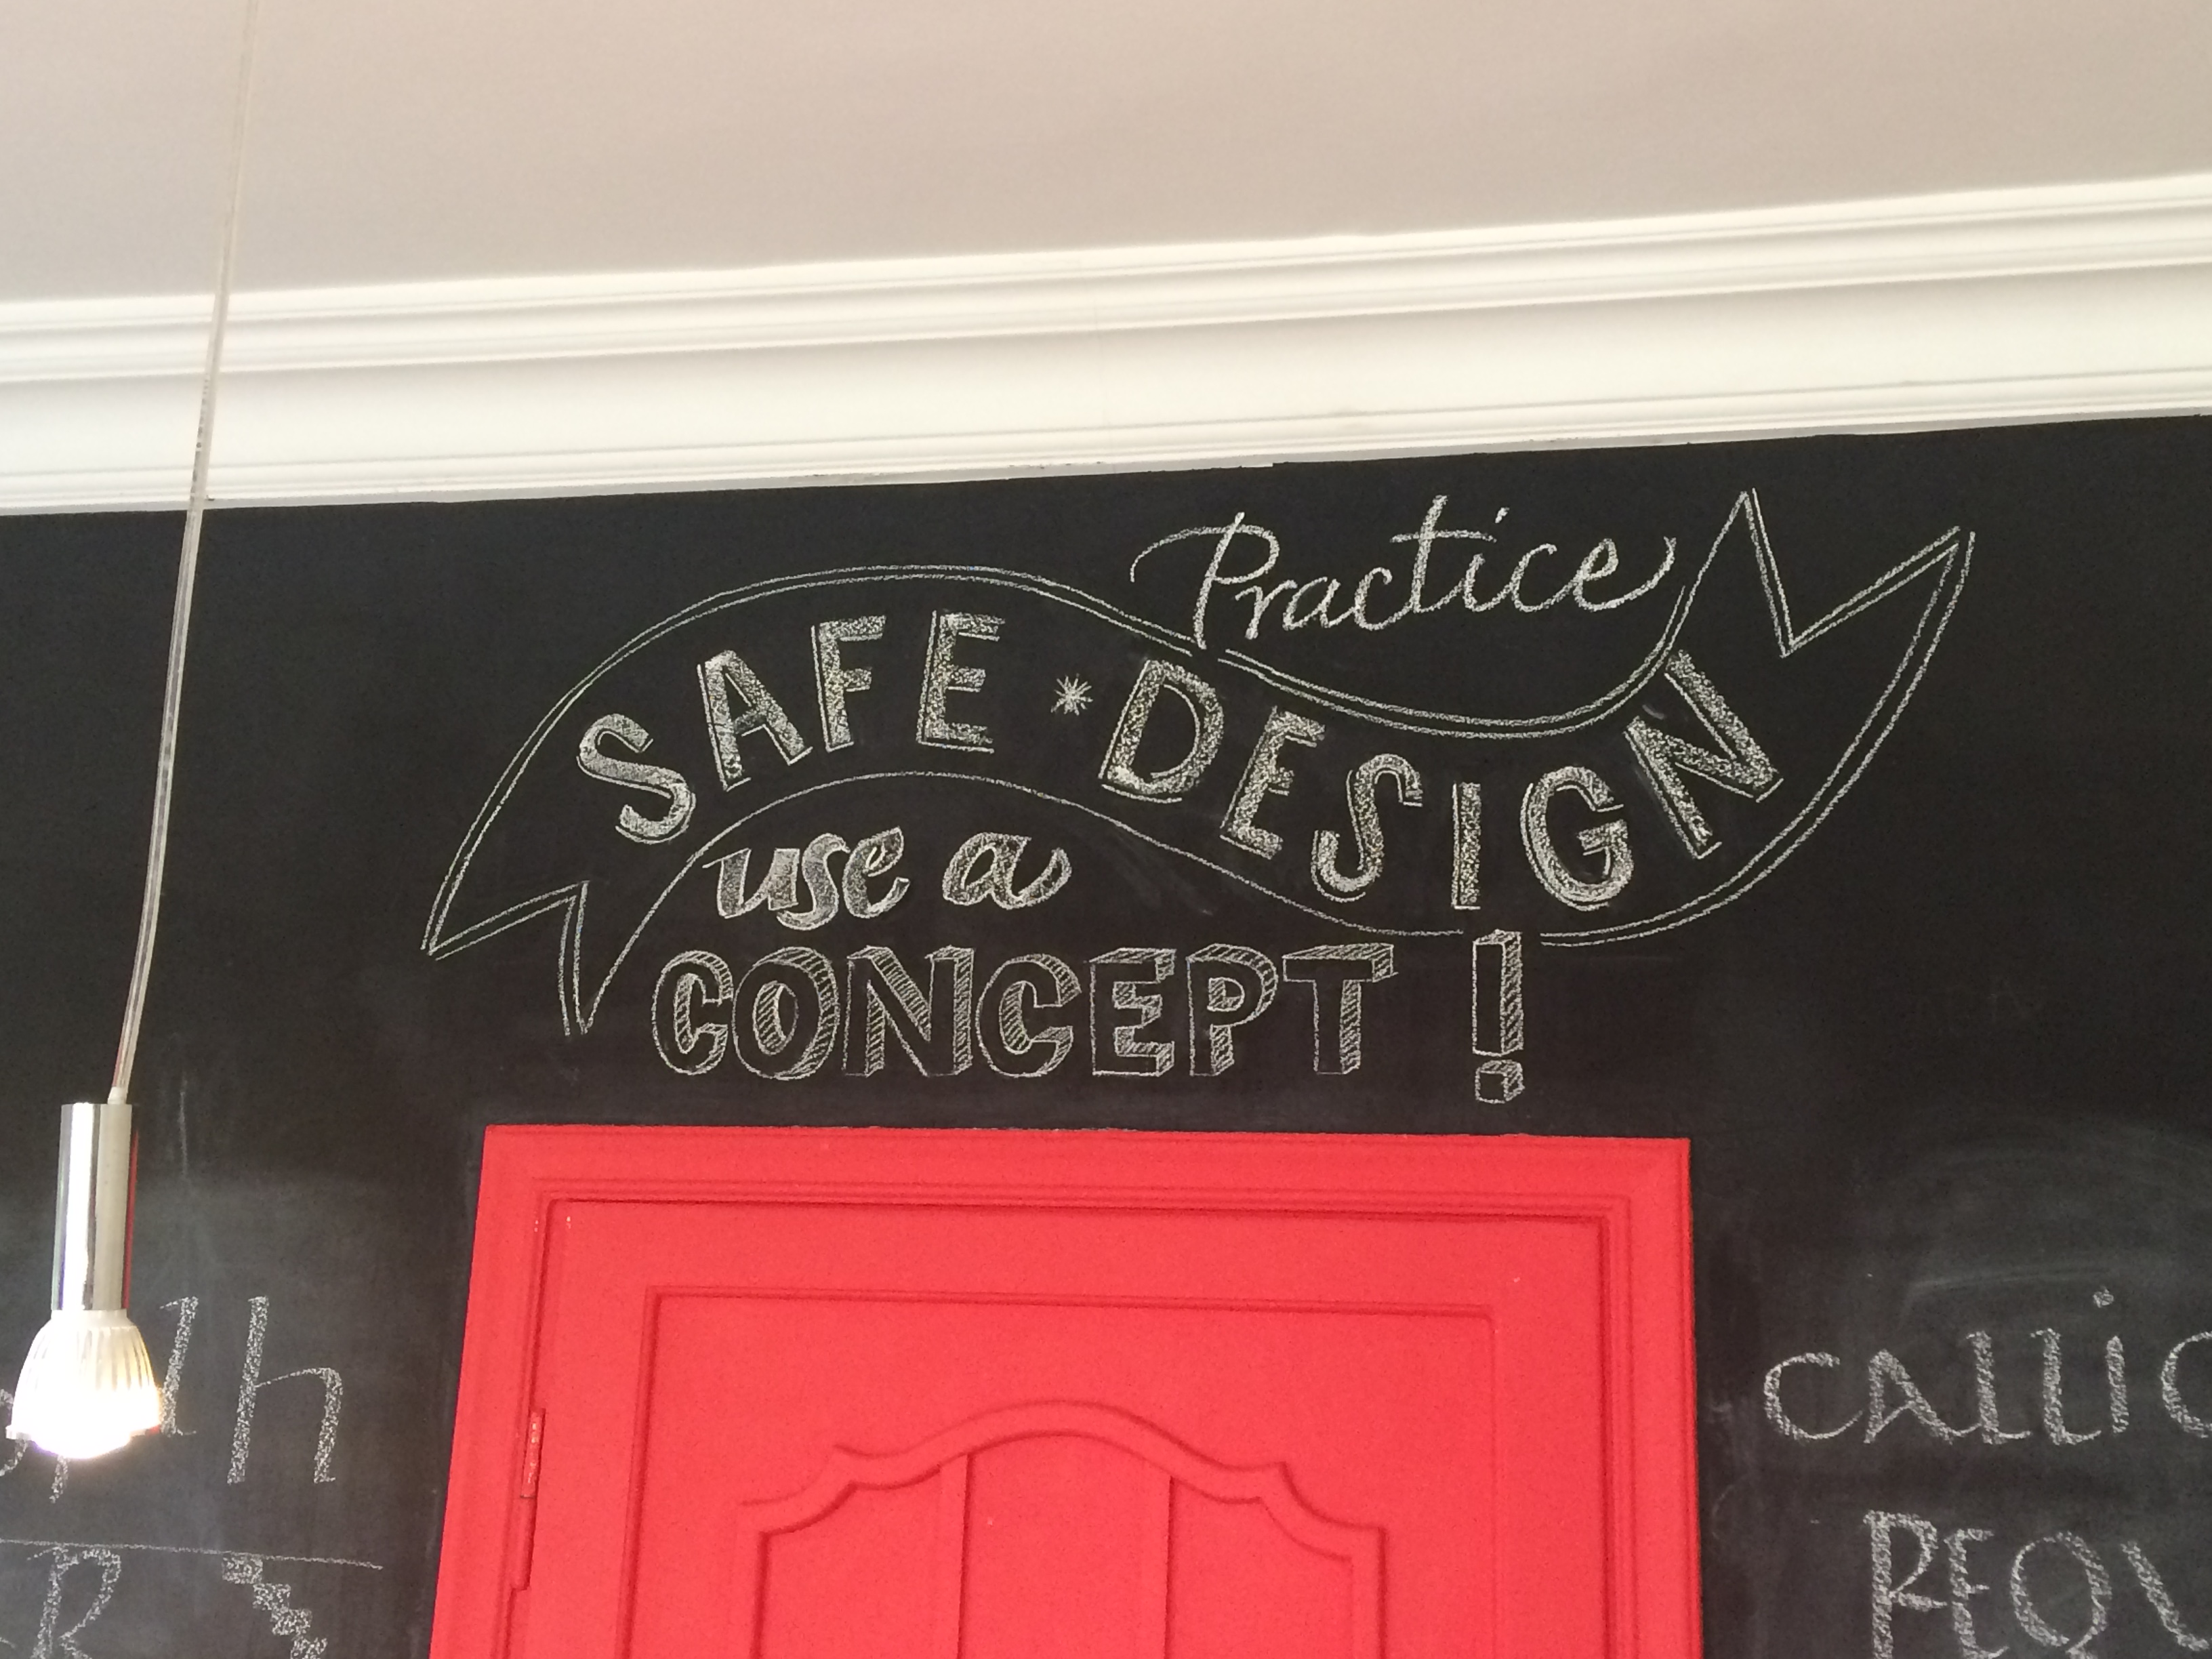 Practice
SAFE * DESIGN
use a
CONCEPT!